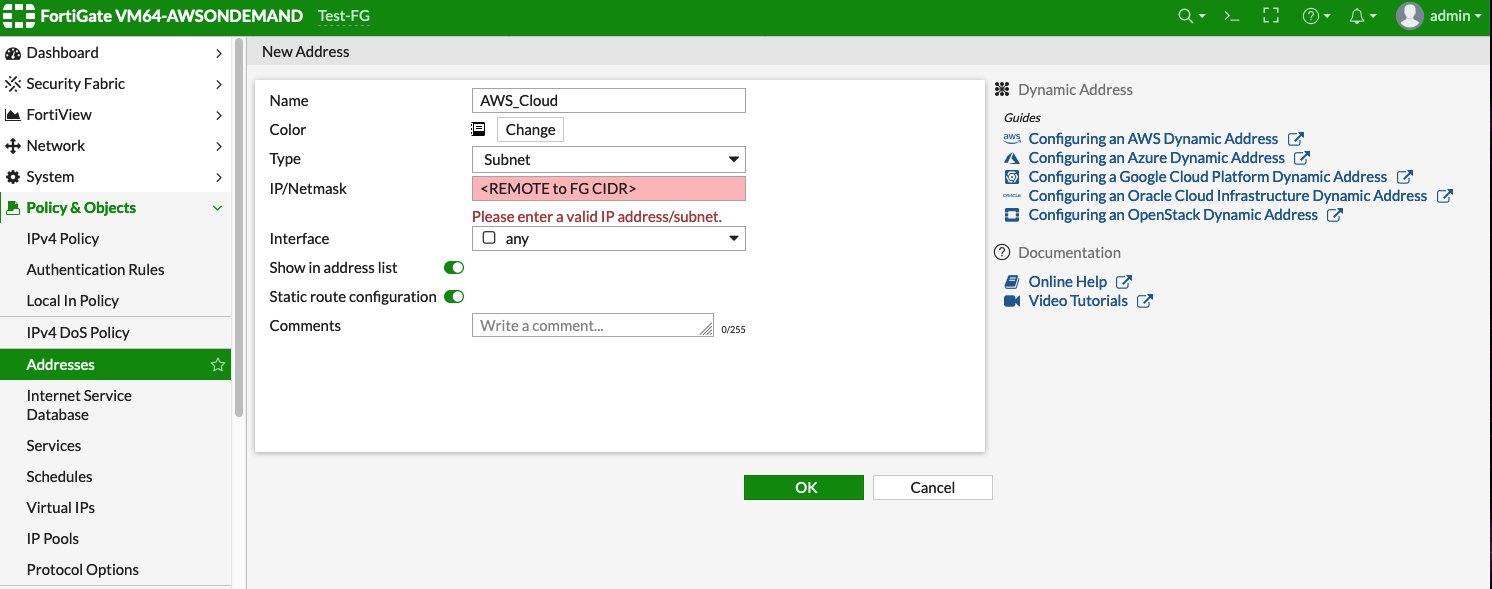 FortiGate VM64-AWSONDEMAND Test-FG admin
Dashboard
Security Fabric
FortiView
Network
System
Policy & Objects
IPv4 Policy
Authentication Rules
Local In Policy
IPv4 DoS Policy
Addresses
Internet Service
Database
Services
Schedules
Virtual IPs
IP Pools
Protocol Options
New Address
Name AWS_Cloud
Color Change
Type Subnet
IP/Netmask <REMOTE to FG CIDR>
Please enter a valid IP address/subnet.
Interface any
Show in address list
Static route configuration
Comments Write a comment... 0/255
OK Cancel
Dynamic Address
Guides
aws Configuring an AWS Dynamic Address
Configuring an Azure Dynamic Address
Configuring a Google Cloud Platform Dynamic Address
ORACLE Configuring an Oracle Cloud Infrastructure Dynamic Address
Configuring an OpenStack Dynamic Address
Documentation
Online Help
Video Tutorials